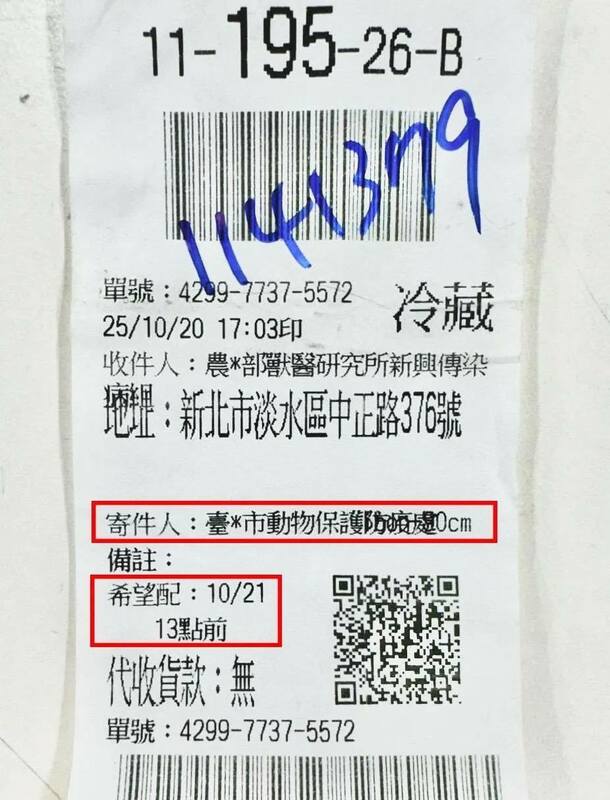 11-195-26-B
1141379
單號：4299-7737-5572
冷藏
25/10/20 17:03印
收件人：農*部獸醫研究所新興傳染
地址：新北市淡水區中正路376號
寄件人：臺*市動物保護防疫處 90cm
備註：
希望配：10/21
13點前
代收貨款：無
單號：4299-7737-5572